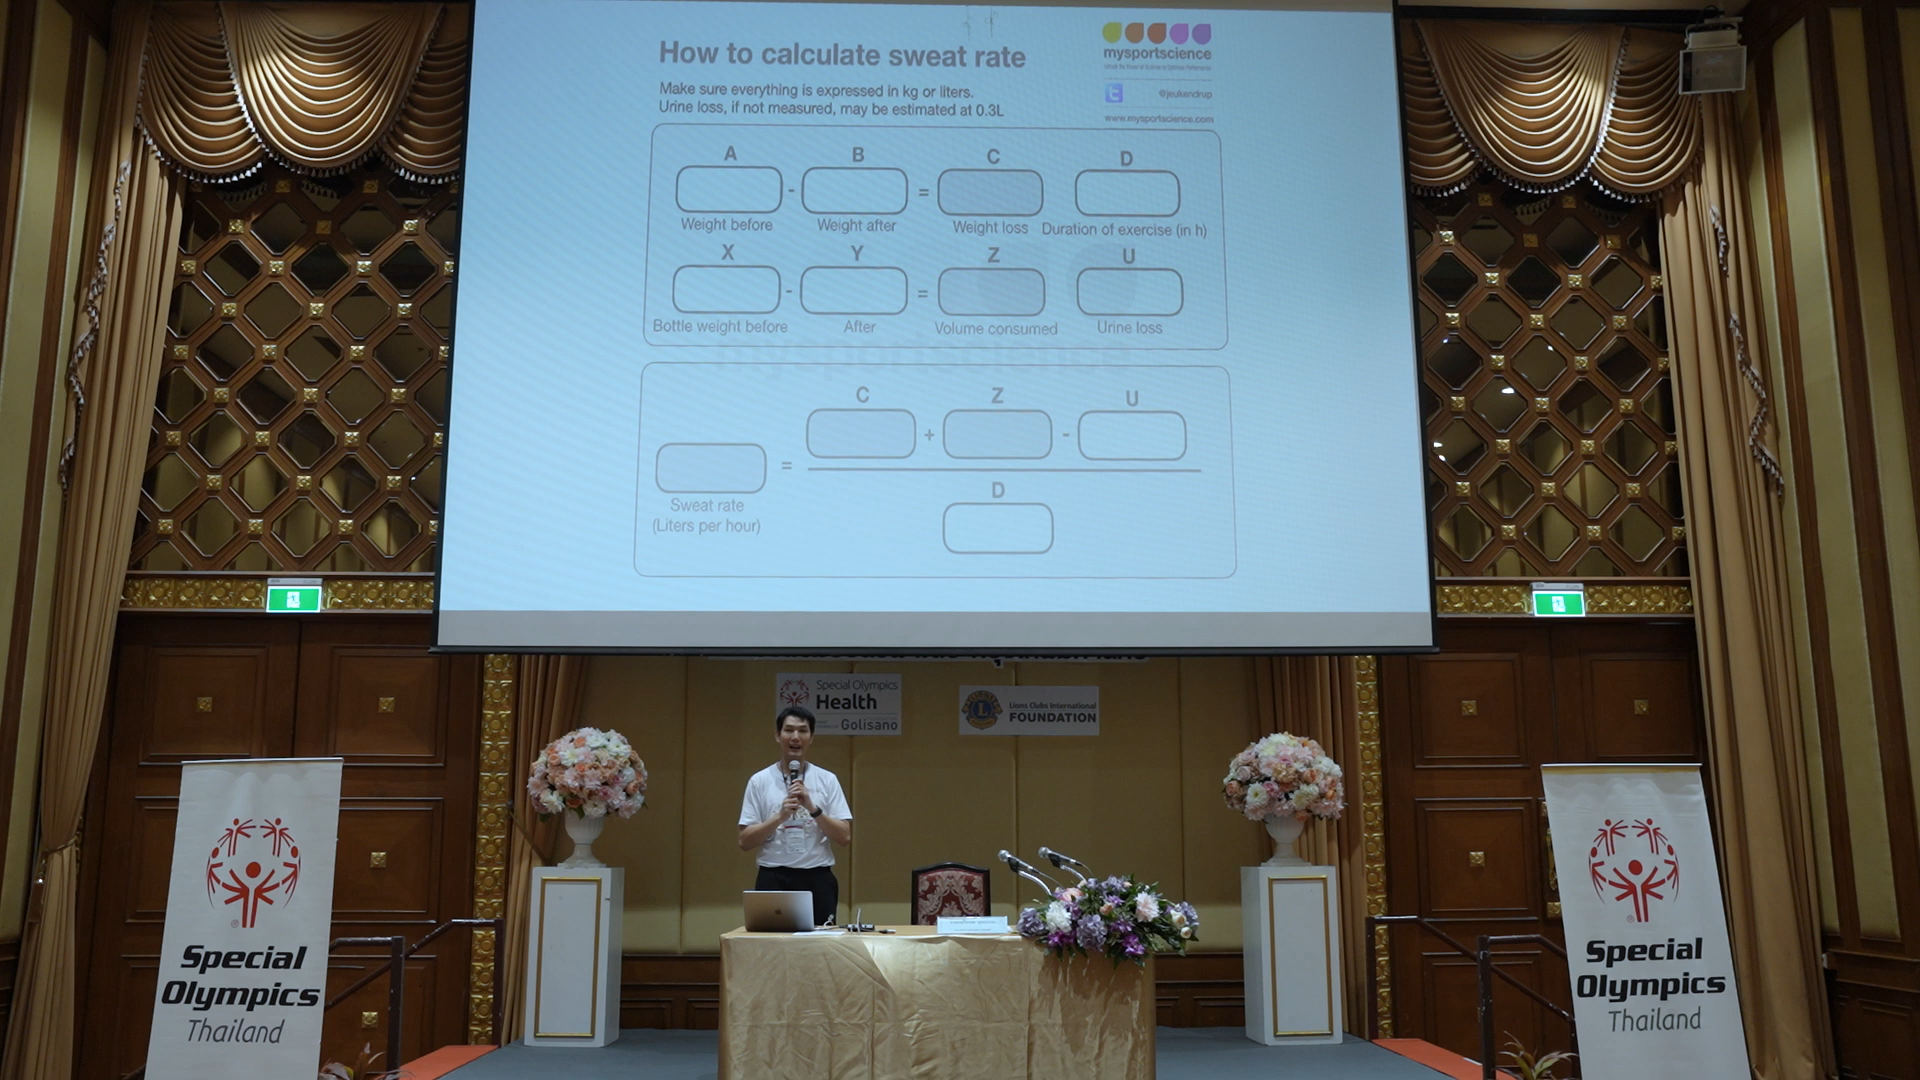 How to calculate sweat rate
mysportscience
Make sure everything is expressed in kg or liters.
Urine loss, if not measured, may be estimated at 0.3L
@jeukendrup
www.mysportscience.com
A B C D
- =
Weight before Weight after Weight loss Duration of exercise (in h)
X Y Z U
- =
Bottle weight before After Volume consumed Urine loss
mysportscience
C Z U
= + -
D
Sweat rate
(Liters per hour)
Special Olympics
Health
Golisano
LIONS
L
Lions Clubs International
FOUNDATION
Special
Olympics
Thailand
Special
Olympics
Thailand